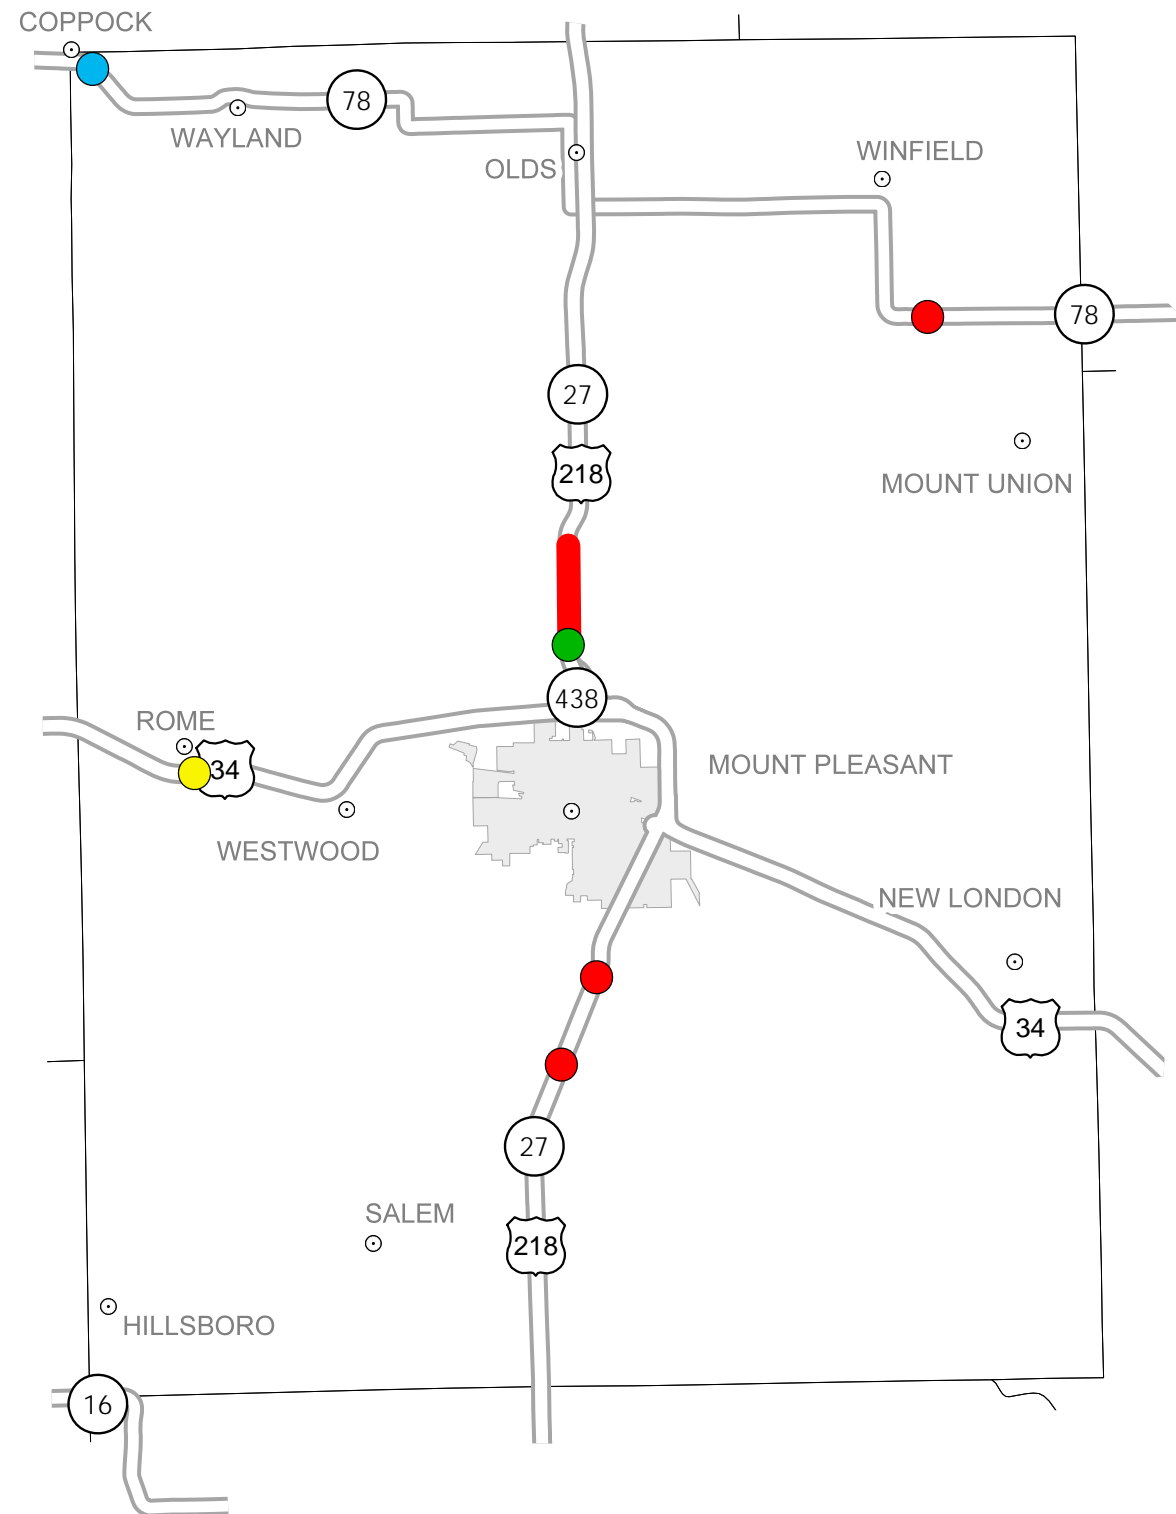 COPPOCK
78
WAYLAND
OLDS
WINFIELD
78
27
218
MOUNT UNION
438
ROME
34
MOUNT PLEASANT
WESTWOOD
NEW LONDON
34
27
SALEM
218
HILLSBORO
16